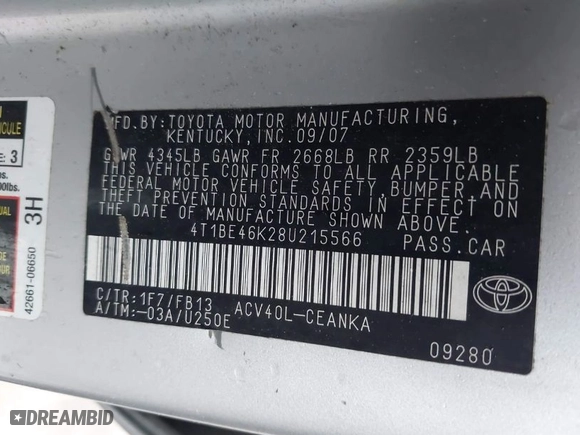 MFD.BY:TOYOTA MOTOR MANUFACTURING,
KENTUCKY,INC.09/07
GVWR 4345LB GAWR FR 2668LB RR 2359LB
THIS VEHICLE CONFORMS TO ALL APPLICABLE
FEDERAL MOTOR VEHICLE SAFETY,BUMPER,AND
THEFT PREVENTION STANDARDS IN EFFECT ON
THE DATE OF MANUFACTURE SHOWN ABOVE.
4T1BE46K28U215566 PASS.CAR
C/TR:1F7/FB13 ACV40L-CEANKA
A/TM:-03A/U250E
09280
TOYOTA
3H
42661-06650
DREAMBID